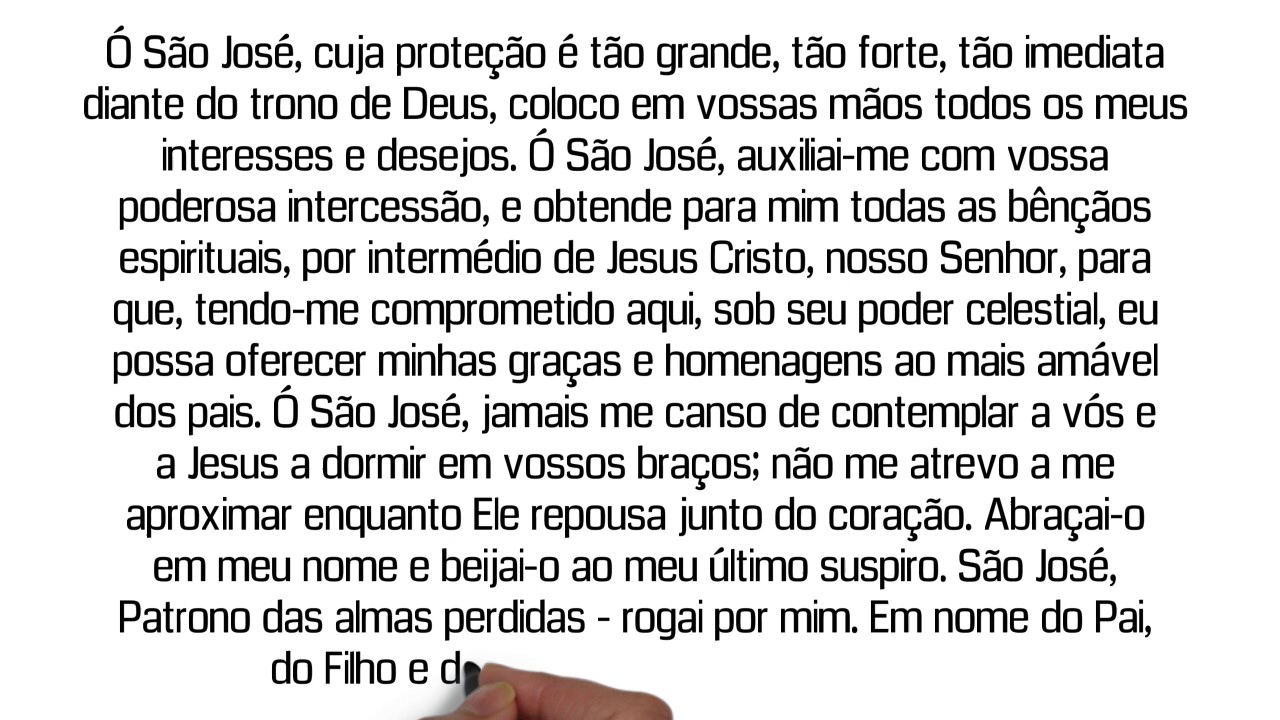 Ó São José, cuja proteção é tão grande, tão forte, tão imediata
diante do trono de Deus, coloco em vossas mãos todos os meus
interesses e desejos. Ó São José, auxiliai-me com vossa
poderosa intercessão, e obtende para mim todas as bênçãos
espirituais, por intermédio de Jesus Cristo, nosso Senhor, para
que, tendo-me comprometido aqui, sob seu poder celestial, eu
possa oferecer minhas graças e homenagens ao mais amável
dos pais. Ó São José, jamais me canso de contemplar a vós e
a Jesus a dormir em vossos braços; não me atrevo a me
aproximar enquanto Ele repousa junto do coração. Abraçai-o
em meu nome e beijai-o ao meu último suspiro. São José,
Patrono das almas perdidas - rogai por mim. Em nome do Pai,
do Filho e d